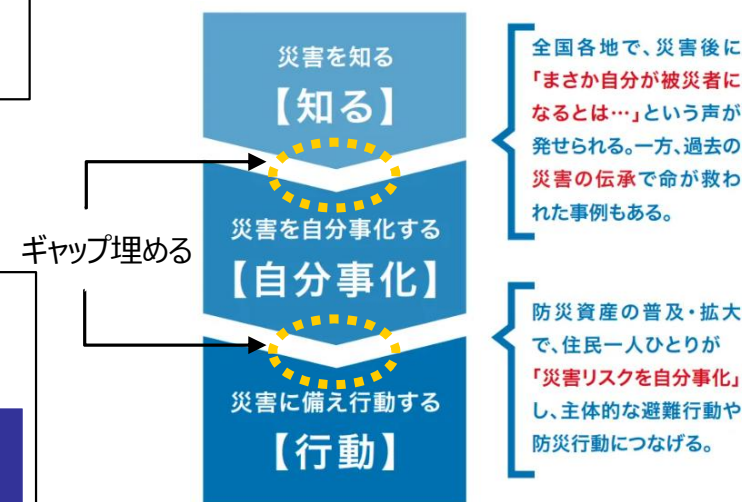 災害を知る
【知る】
災害を自分事化する
【自分事化】
災害に備え行動する
【行動】
ギャップ埋める
全国各地で、災害後に
「まさか自分が被災者に
なるとは…」という声が
発せられる。一方、過去の
災害の伝承で命が救わ
れた事例もある。
防災資産の普及・拡大
で、住民一人ひとりが
「災害リスクを自分事化」
し、主体的な避難行動や
防災行動につなげる。